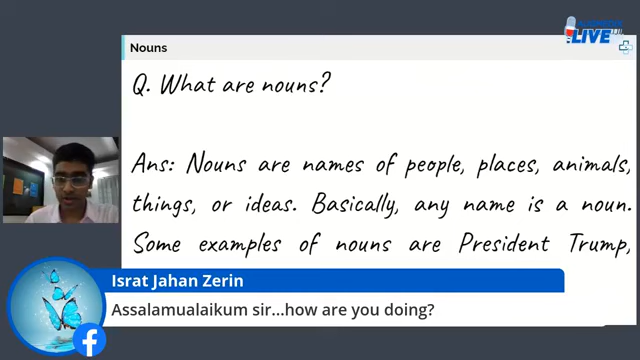 LIVE
Nouns
Q. What are nouns?
Ans: Nouns are names of people, places, animals,
things, or ideas. Basically, any name is a noun.
Some examples of nouns are President Trump,
Israt Jahan Zerin
Assalamualaikum sir...how are you doing?